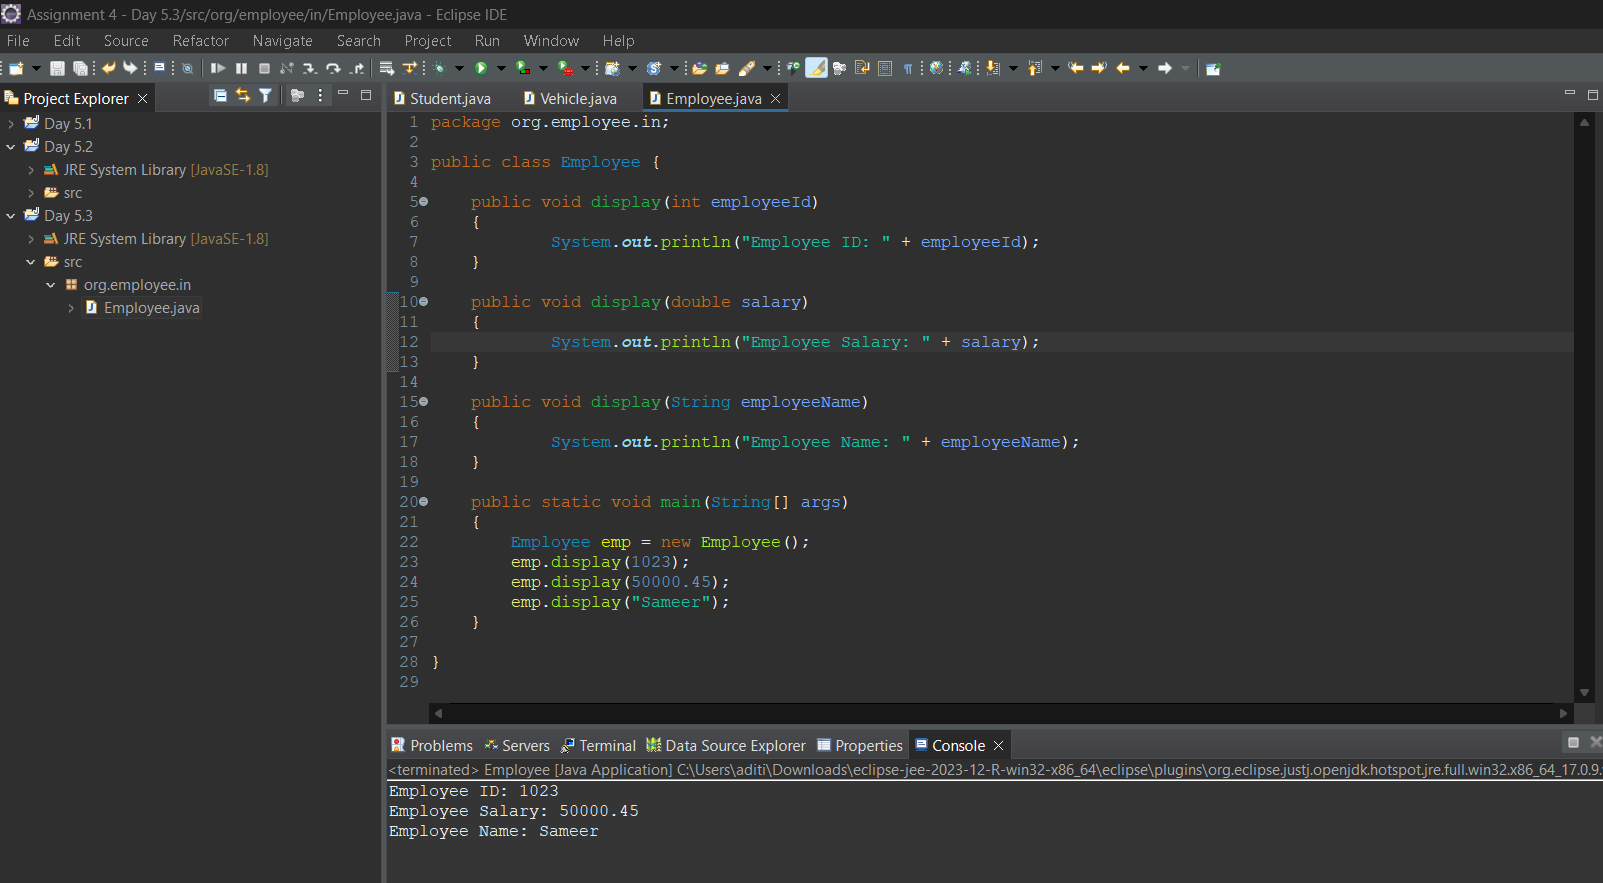 Assignment 4 - Day 5.3/src/org/employee/in/Employee.java - Eclipse IDE
File Edit Source Refactor Navigate Search Project Run Window Help
Project Explorer
Day 5.1
Day 5.2
JRE System Library [JavaSE-1.8]
src
Day 5.3
JRE System Library [JavaSE-1.8]
src
org.employee.in
Employee.java
Student.java Vehicle.java Employee.java
1 package org.employee.in;
2
3 public class Employee {
4
5 public void display(int employeeId)
6 {
7 System.out.println("Employee ID: " + employeeId);
8 }
9
10 public void display(double salary)
11 {
12 System.out.println("Employee Salary: " + salary);
13 }
14
15 public void display(String employeeName)
16 {
17 System.out.println("Employee Name: " + employeeName);
18 }
19
20 public static void main(String[] args)
21 {
22 Employee emp = new Employee();
23 emp.display(1023);
24 emp.display(50000.45);
25 emp.display("Sameer");
26 }
27
28 }
29
Problems Servers Terminal Data Source Explorer Properties Console
<terminated> Employee [Java Application] C:\Users\aditi\Downloads\eclipse-jee-2023-12-R-win32-x86_64\eclipse\plugins\org.eclipse.justj.openjdk.hotspot.jre.full.win32.x86_64_17.0.9.
Employee ID: 1023
Employee Salary: 50000.45
Employee Name: Sameer